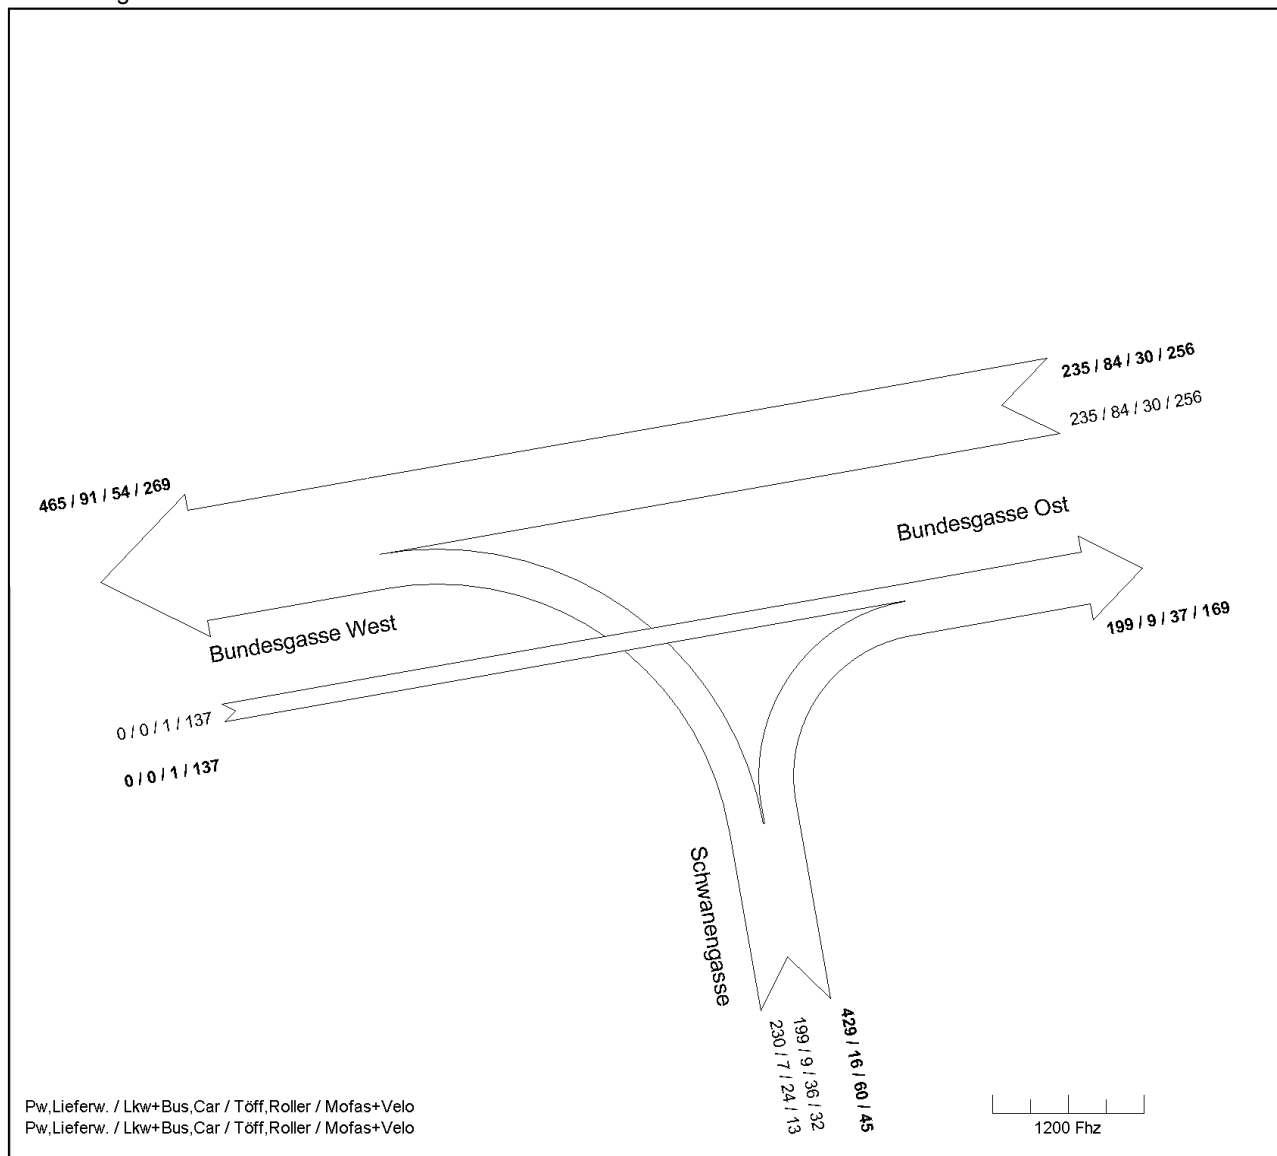 235 / 84 / 30 / 256
235 / 84 / 30 / 256
465 / 91 / 54 / 269
Bundesgasse Ost
199 / 9 / 37 / 169
Bundesgasse West
0 / 0 / 1 / 137
0 / 0 / 1 / 137
Schwanengasse
230 / 7 / 24 / 13
199 / 9 / 36 / 32
429 / 16 / 60 / 45
Pw,Lieferw. / Lkw+Bus,Car / Töff,Roller / Mofas+Velo
Pw,Lieferw. / Lkw+Bus,Car / Töff,Roller / Mofas+Velo
1200 Fhz